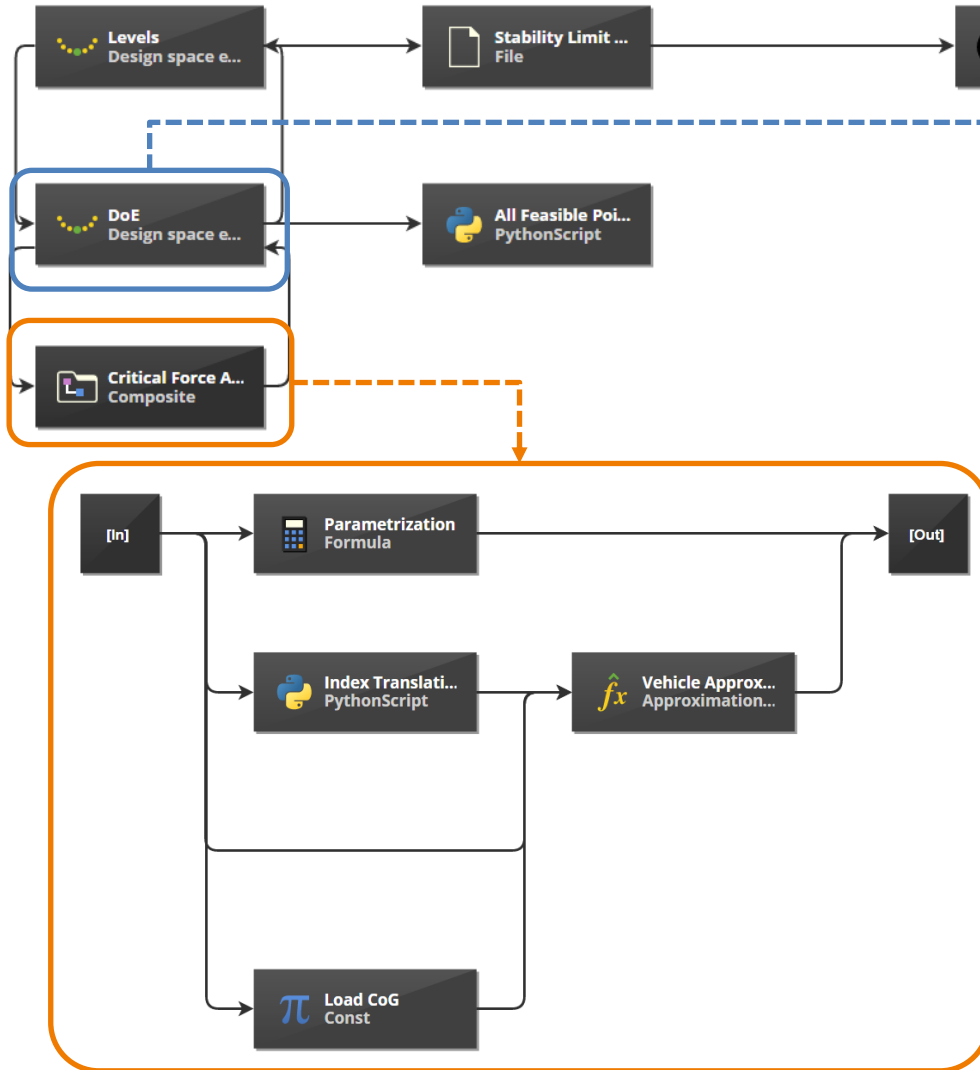 Levels
Design space e...
Stability Limit ...
File
DoE
Design space e...
All Feasible Poi...
PythonScript
Critical Force A...
Composite
[In]
Parametrization
Formula
[Out]
Index Translati...
PythonScript
Vehicle Approx...
Approximation...
Load CoG
Const